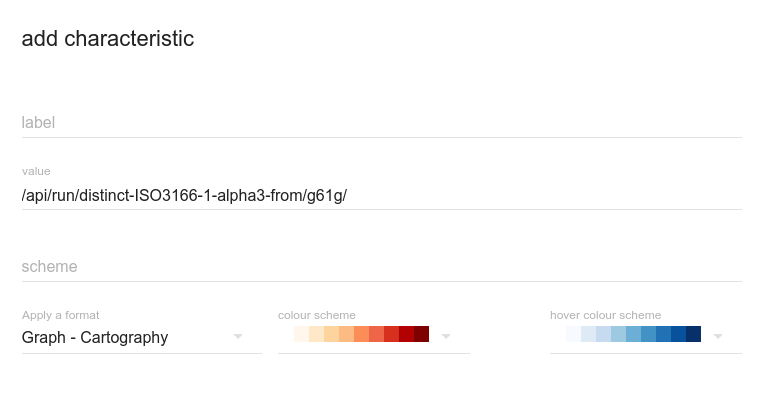 add characteristic
label
value
/api/run/distinct-ISO3166-1-alpha3-from/g61g/
scheme
Apply a format
colour scheme
hover colour scheme
Graph - Cartography